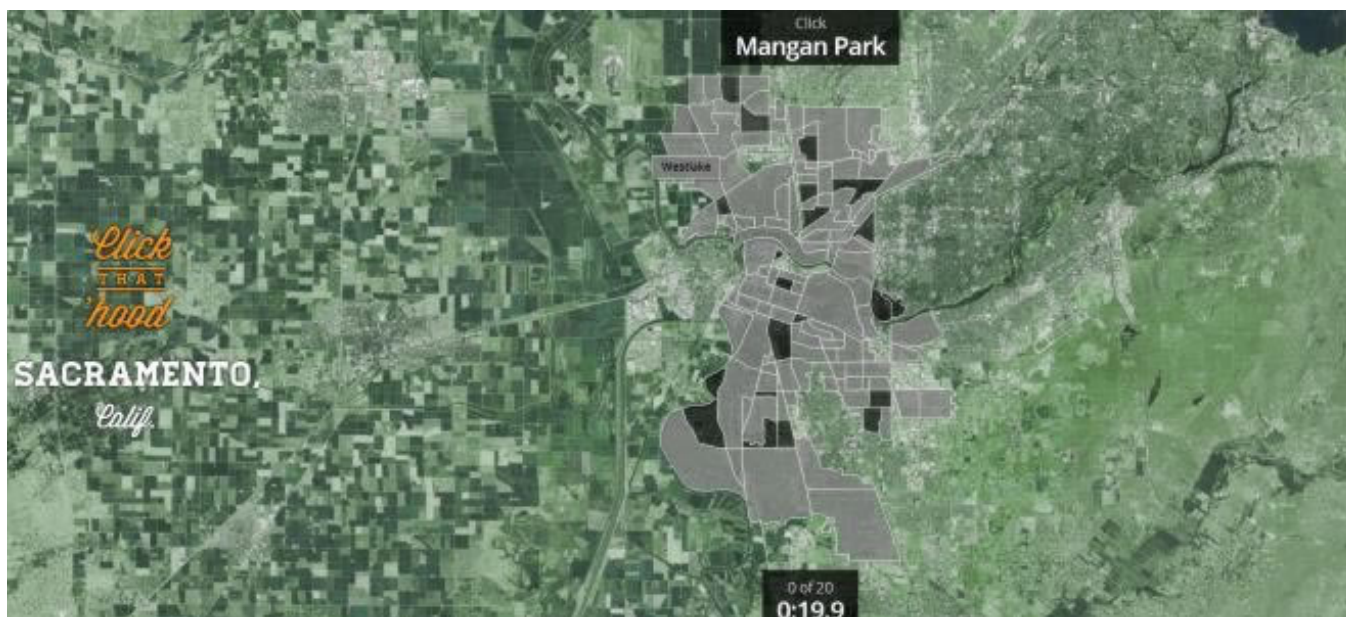 Click
Mangan Park
Westlake
"Click
THAT
'hood
SACRAMENTO,
Calif.
0 of 20
0:19.9